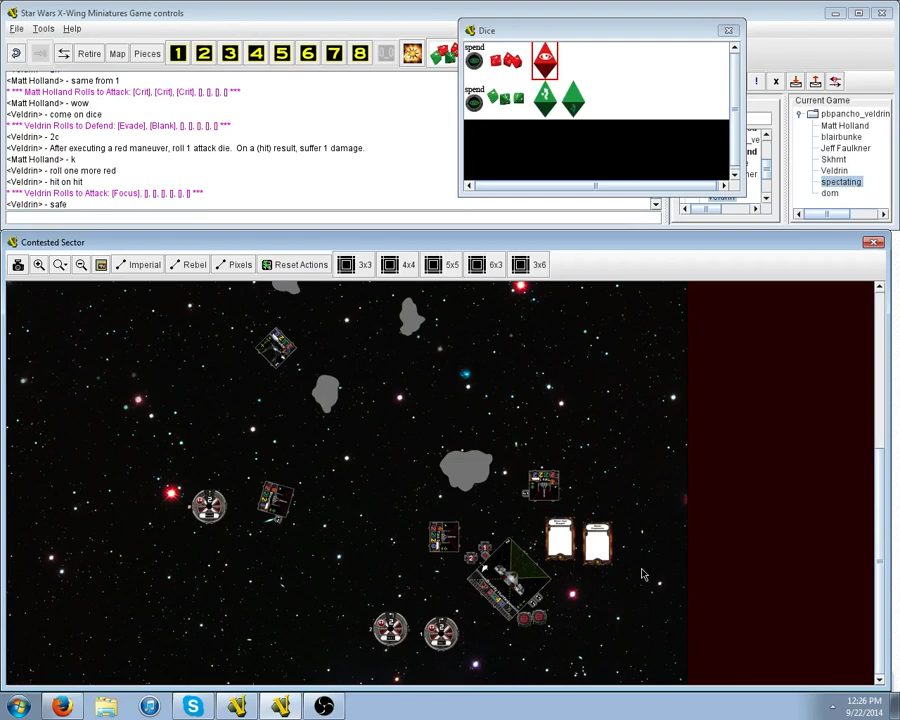 Star Wars X-Wing Miniatures Game controls
File Tools Help
Retire Map Pieces 1 2 3 4 5 6 7 8
<Matt Holland> - same from 1
* *** Matt Holland Rolls to Attack: [Crit], [Crit], [Crit], [], [], [], [] ***
<Matt Holland> - wow
<Veldrin> - come on dice
* *** Veldrin Rolls to Defend: [Evade], [Blank], [], [], [], [], [] ***
<Veldrin> - 2c
<Veldrin> - After executing a red maneuver, roll 1 attack die. On a (hit) result, suffer 1 damage.
<Matt Holland> - k
<Veldrin> - roll one more red
<Veldrin> - hit on hit
* *** Veldrin Rolls to Attack: [Focus], [], [], [], [], [], [] ***
<Veldrin> - safe
Dice
spend
spend
!
Current Game
pbpancho_veldrin
Matt Holland
blairbunke
Jeff Faulkner
Skhmt
Veldrin
spectating
dom
Contested Sector
Imperial Rebel Pixels Reset Actions 3x3 4x4 5x5 6x3 3x6
12:26 PM
9/22/2014